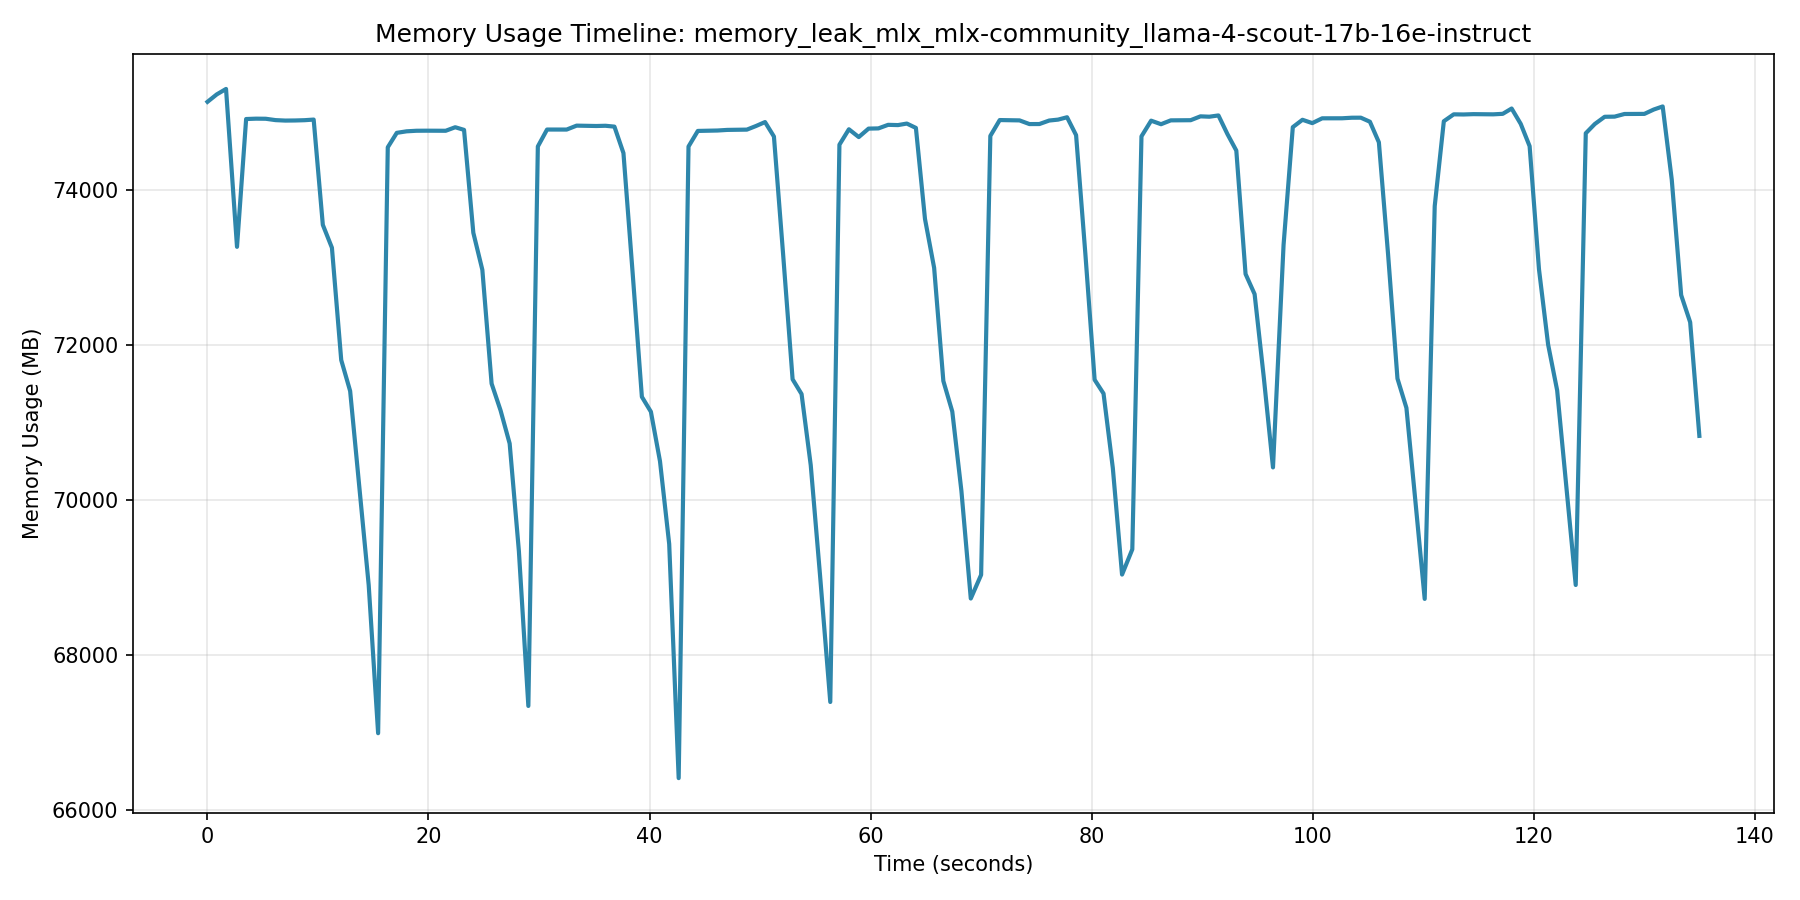 Memory Usage Timeline: memory_leak_mlx_mlx-community_llama-4-scout-17b-16e-instruct
Memory Usage (MB)
74000
72000
70000
68000
66000
0 20 40 60 80 100 120 140
Time (seconds)